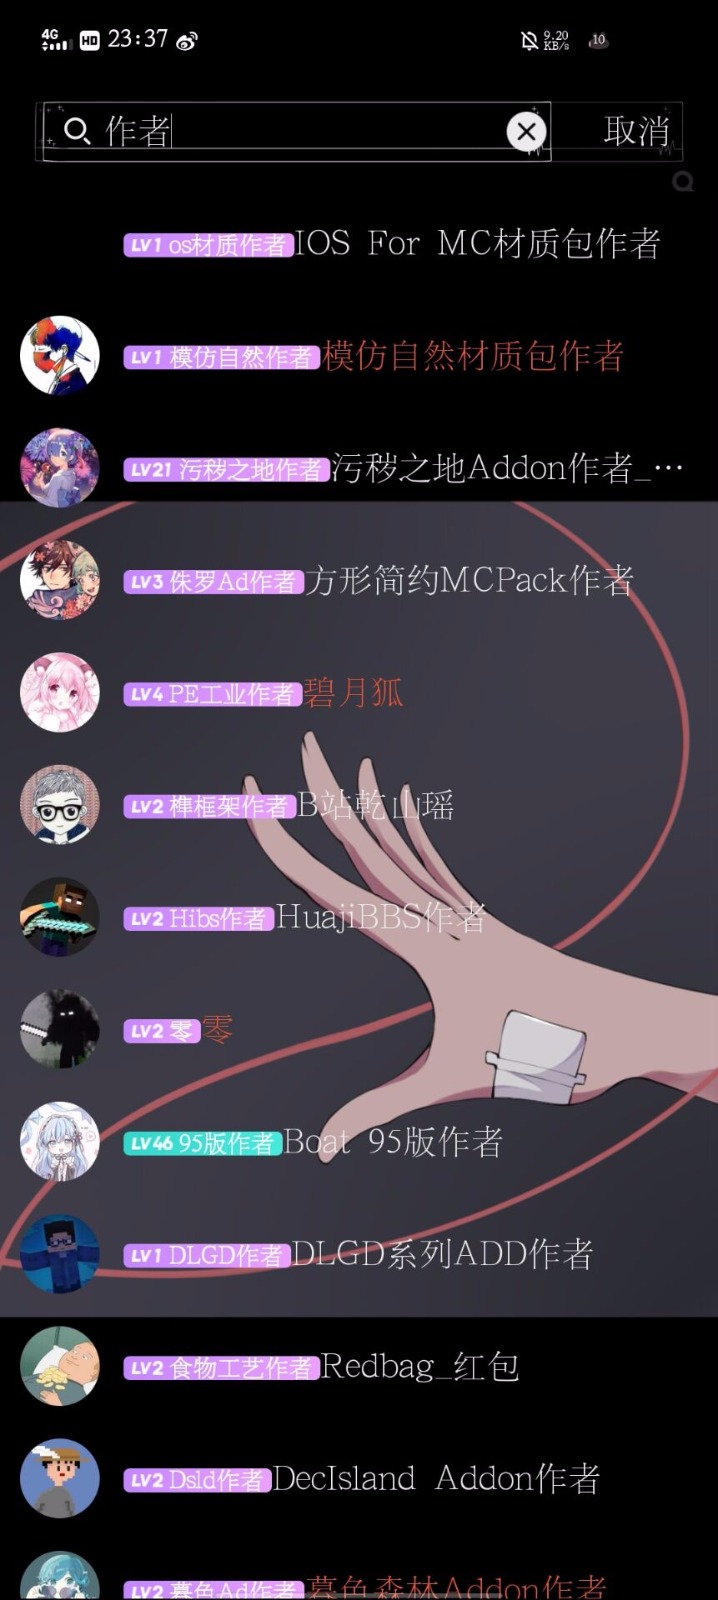 4G HD 23:37 9.20 KB/s 10
作者 取消
LV1 os材质作者 IOS For MC材质包作者
LV1 模仿自然作者 模仿自然材质包作者
LV21 污秽之地作者 污秽之地Addon作者_…
LV3 侏罗Ad作者 方形简约MCPack作者
LV4 PE工业作者 碧月狐
LV2 榫框架作者 B站乾山瑶
LV2 Hibs作者 HuajiBBS作者
LV2 零 零
LV46 95版作者 Boat 95版作者
LV1 DLGD作者 DLGD系列ADD作者
LV2 食物工艺作者 Redbag_红包
LV2 Dsld作者 DecIsland Addon作者
LV2 暮色Ad作者 暮色森林Addon作者